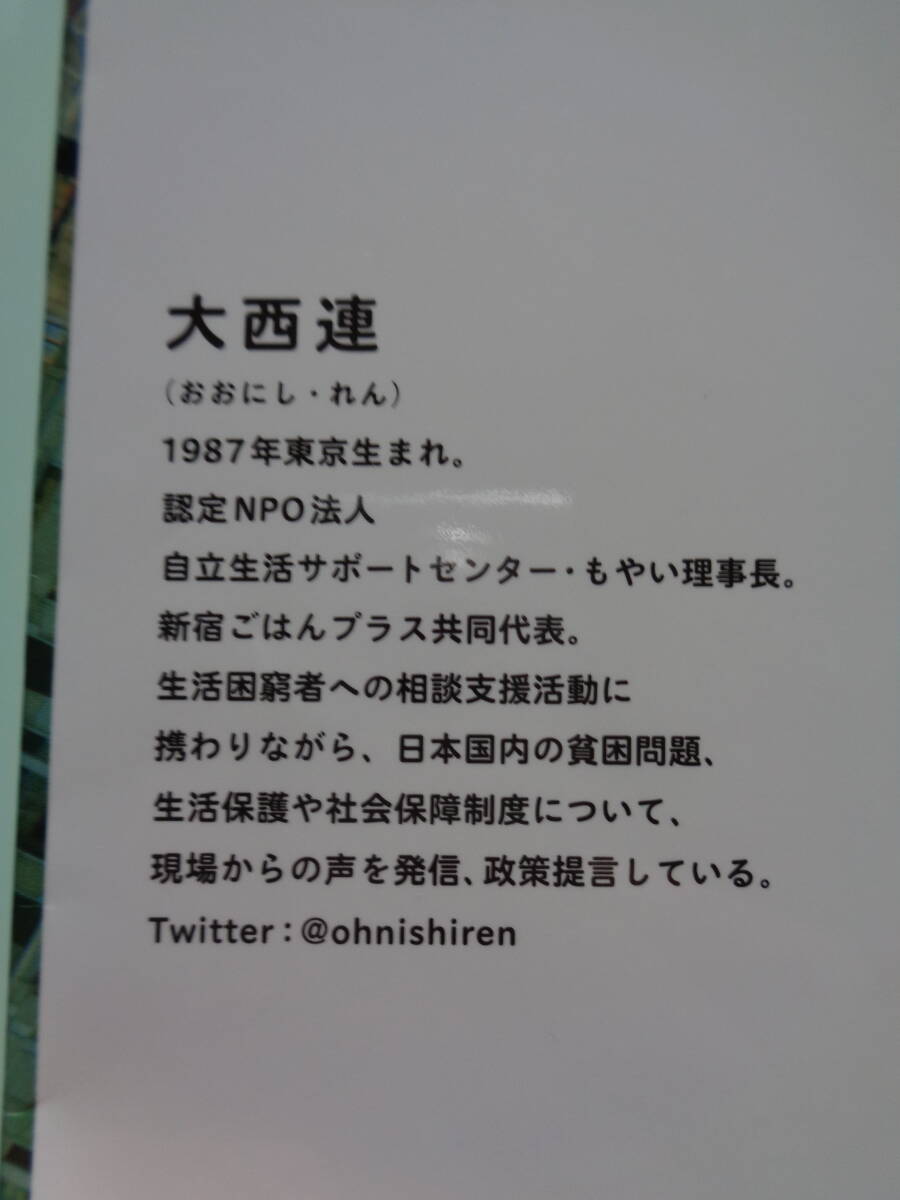 大西連
（おおにし・れん）
1987年東京生まれ。
認定NPO法人
自立生活サポートセンター・もやい理事長。
新宿ごはんプラス共同代表。
生活困窮者への相談支援活動に
携わりながら、日本国内の貧困問題、
生活保護や社会保障制度について、
現場からの声を発信、政策提言している。
Twitter：@ohnishiren